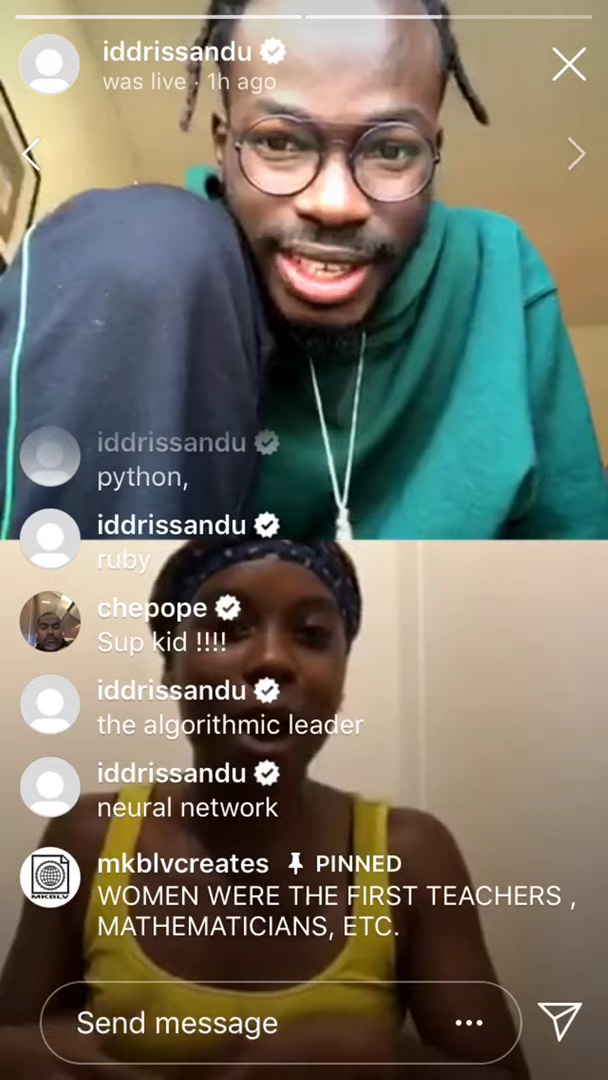 iddrissandu
was live · 1h ago
iddrissandu
python,
iddrissandu
ruby
chepope
Sup kid !!!!
iddrissandu
the algorithmic leader
iddrissandu
neural network
MKBLV
mkblvcreates PINNED
WOMEN WERE THE FIRST TEACHERS ,
MATHEMATICIANS, ETC.
Send message